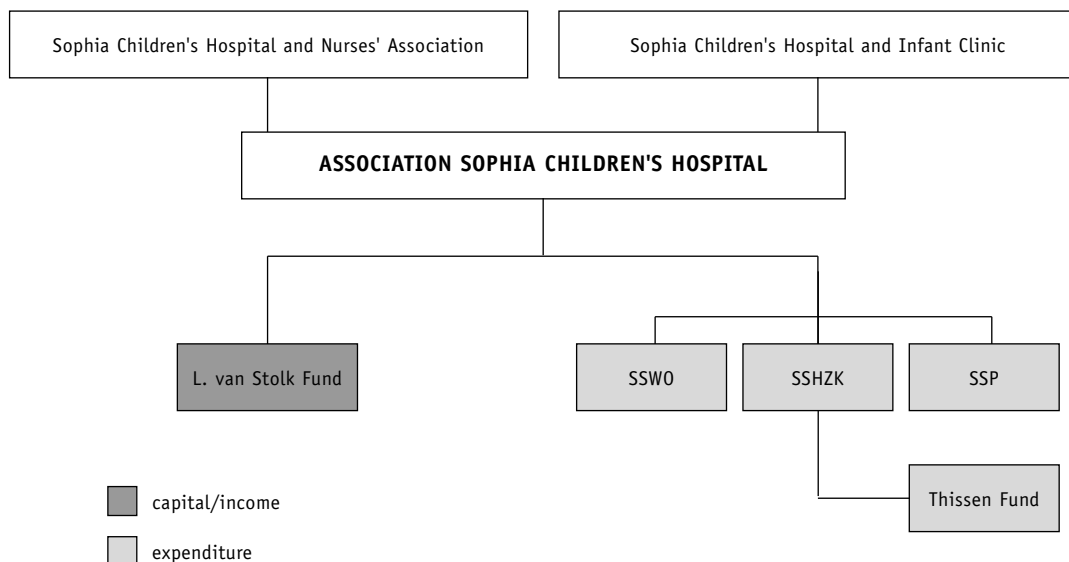 Sophia Children's Hospital and Nurses' Association
Sophia Children's Hospital and Infant Clinic
ASSOCIATION SOPHIA CHILDREN'S HOSPITAL
L. van Stolk Fund
SSWO
SSHZK
SSP
Thissen Fund
capital/income
expenditure